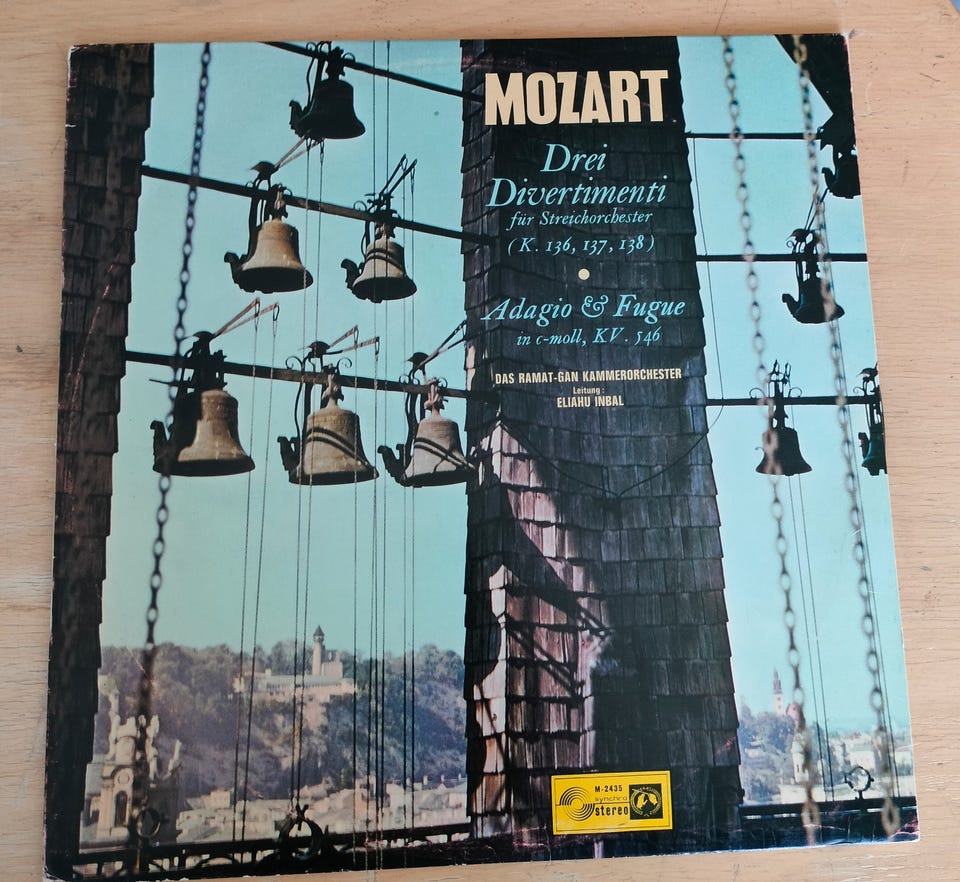 MOZART
Drei
Divertimenti
für Streichorchester
(K. 136, 137, 138)
Adagio & Fugue
in c-moll, KV. 546
DAS RAMAT-GAN KAMMERORCHESTER
Leitung:
ELIAHU INBAL
M-2435
synchro
stereo